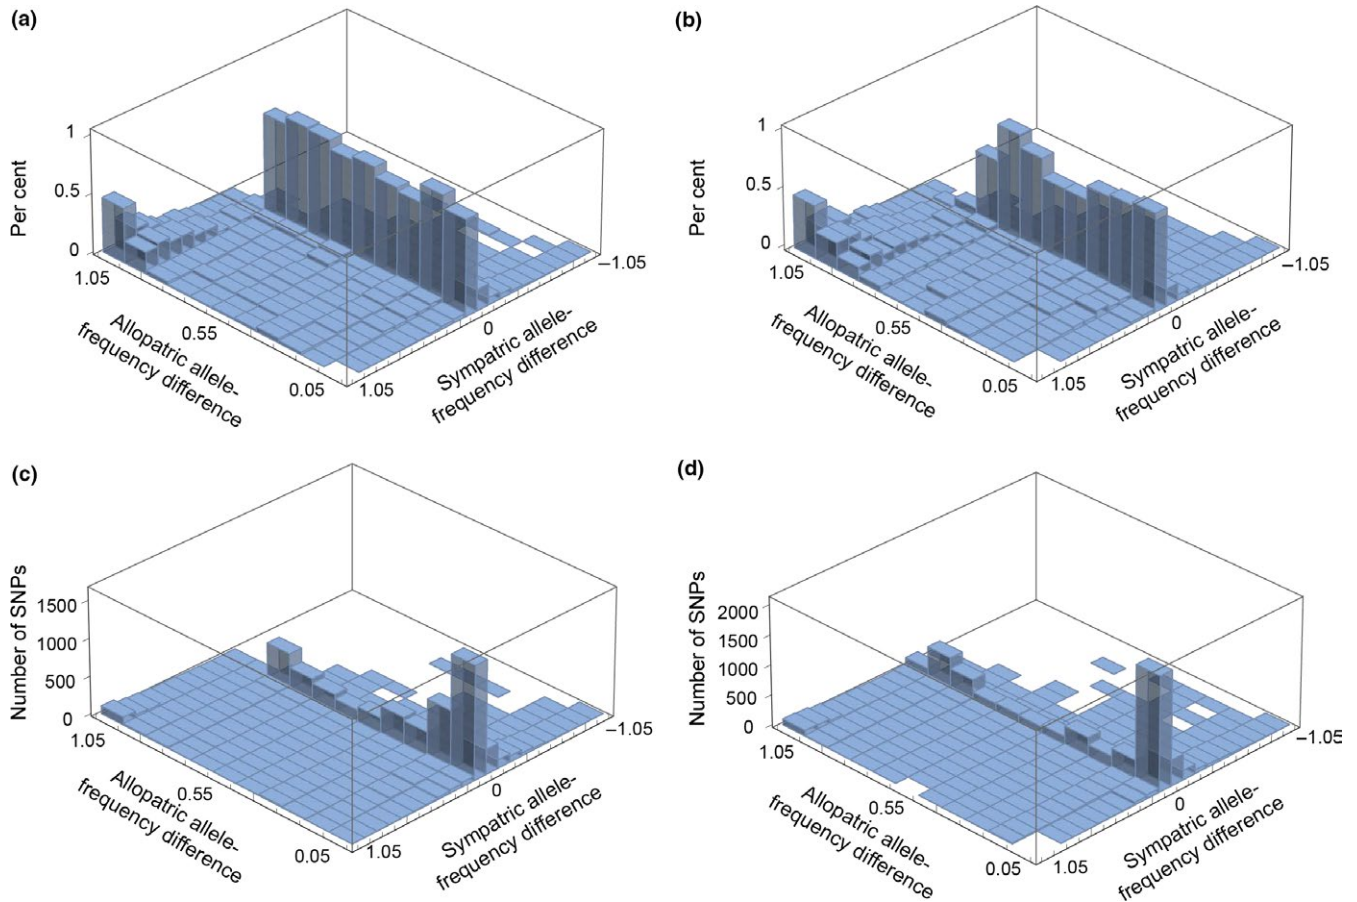 (a)
1
0.5
0
Per cent
1.05
0.55
0.05
Allopatric allele-
frequency difference
1.05
0
–1.05
Sympatric allele-
frequency difference
(b)
1
0.5
0
Per cent
1.05
0.55
0.05
Allopatric allele-
frequency difference
1.05
0
–1.05
Sympatric allele-
frequency difference
(c)
1500
1000
500
0
Number of SNPs
1.05
0.55
0.05
Allopatric allele-
frequency difference
1.05
0
–1.05
Sympatric allele-
frequency difference
(d)
2000
1500
1000
500
0
Number of SNPs
1.05
0.55
0.05
Allopatric allele-
frequency difference
1.05
0
–1.05
Sympatric allele-
frequency difference